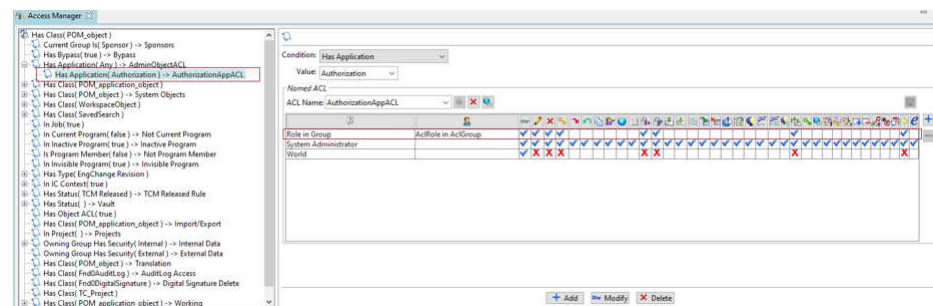 Access Manager
Has Class( POM_object )
Current Group Is( Sponsor ) -> Sponsors
Has Bypass( true ) -> Bypass
Has Application( Any ) -> AdminObjectACL
Has Application( Authorization ) -> AuthorizationAppACL
Has Class( POM_application_object )
Has Class( POM_object ) -> System Objects
Has Class( WorkspaceObject )
Has Class( SavedSearch )
In Job( true )
In Current Program( false ) -> Not Current Program
In Inactive Program( true ) -> Inactive Program
Is Program Member( false ) -> Not Program Member
In Invisible Program( true ) -> Invisible Program
Has Type( EngChange Revision )
In IC Context( true )
Has Status( TCM Released ) -> TCM Released Rule
Has Status( ) -> Vault
Has Object ACL( true )
Has Class( POM_application_object ) -> Import/Export
In Project( ) -> Projects
Owning Group Has Security( Internal ) -> Internal Data
Owning Group Has Security( External ) -> External Data
Has Class( POM_object ) -> Translation
Has Class( Fnd0AuditLog ) -> AuditLog Access
Has Class( Fnd0DigitalSignature ) -> Digital Signature Delete
Has Class( TC_Project )
Has Class( POM_application_object ) -> Working
Condition: Has Application
Value: Authorization
Named ACL
ACL Name: AuthorizationAppACL
Role in Group AclRole in AclGroup
System Administrator
World
Add Modify Delete